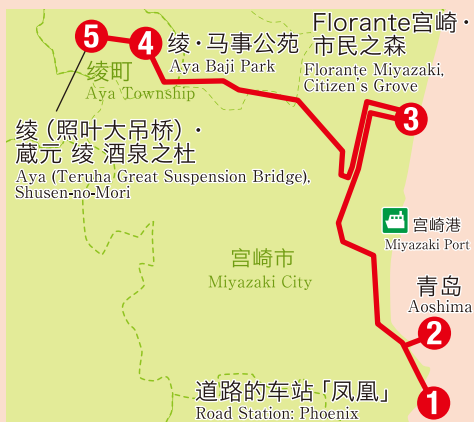 Florante宫崎・
市民之森
Florante Miyazaki,
Citizen's Grove
5
4
绫・马事公苑
Aya Baji Park
绫町
Aya Township
3
绫（照叶大吊桥）・
蔵元 绫 酒泉之杜
Aya (Teruha Great Suspension Bridge),
Shusen-no-Mori
宫崎港
Miyazaki Port
宫崎市
Miyazaki City
青岛
Aoshima
2
道路的车站「凤凰」
Road Station: Phoenix
1